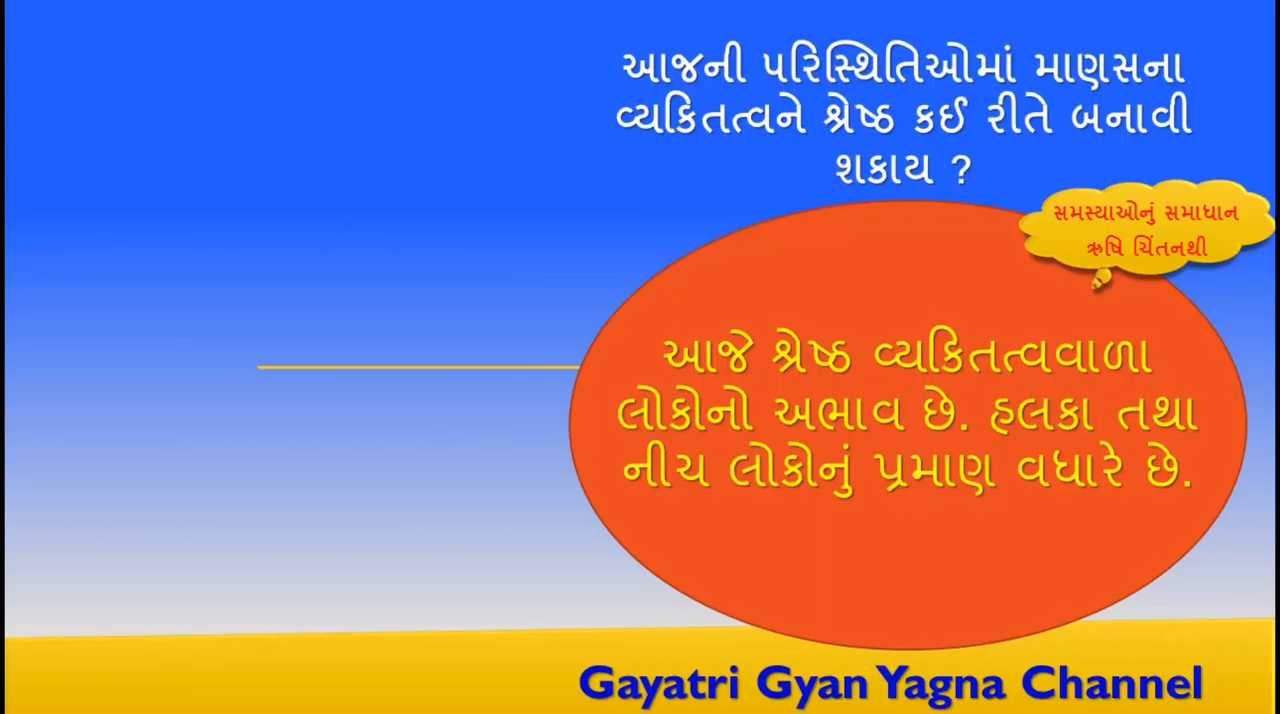 આજની પરિસ્થિતિઓમાં માણસના
વ્યકિતત્વને શ્રેષ્ઠ કઈ રીતે બનાવી
શકાય ?
સમસ્યાઓનું સમાધાન
ઋષિ ચિંતનથી
આજે શ્રેષ્ઠ વ્યકિતત્વવાળા
લોકોનો અભાવ છે. હલકા તથા
નીચ લોકોનું પ્રમાણ વધારે છે.
Gayatri Gyan Yagna Channel